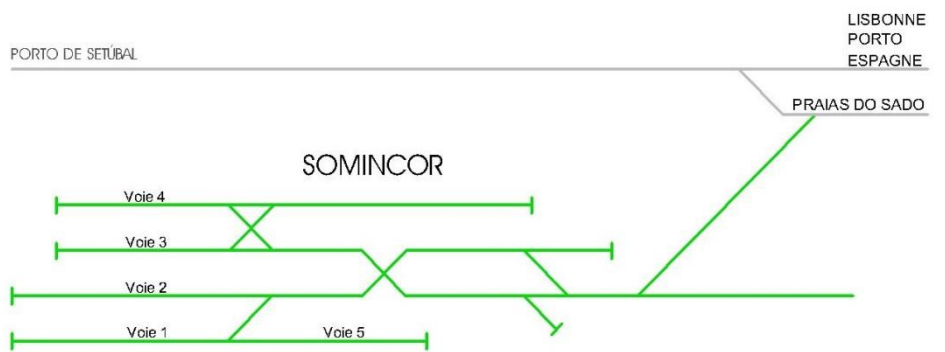 LISBONNE
PORTO
ESPAGNE
PORTO DE SETÚBAL
PRAIAS DO SADO
SOMINCOR
Voie 4
Voie 3
Voie 2
Voie 1
Voie 5